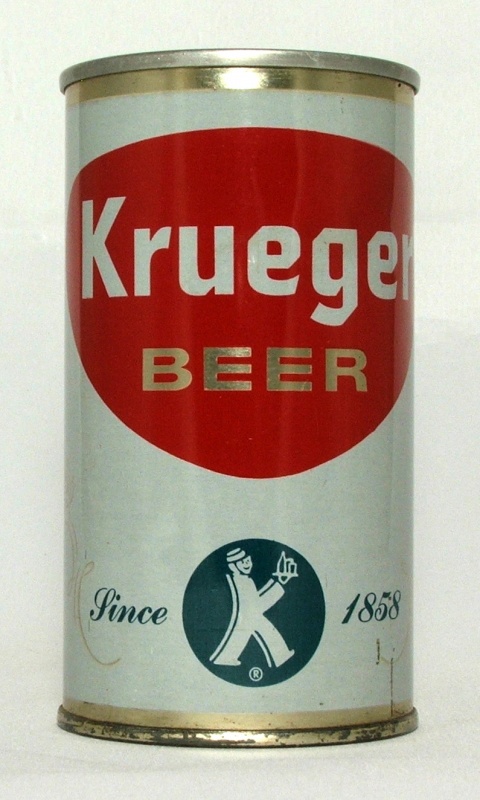 Krueger
BEER
Since K 1858
®